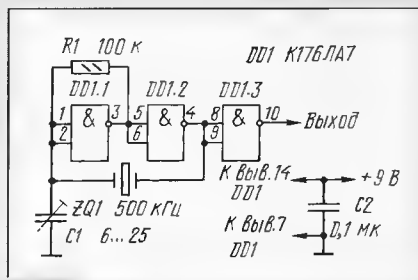 R1 100 к
DD1 К176ЛА7
DD1.1 DD1.2 DD1.3
1 & 3 5 & 4 8 & 10 Выход
2 6 9
К выв.14 DD1 +9 В
ZQ1 500 кГц
C2 0,1 мк
К выв.7 DD1
C1 6...25